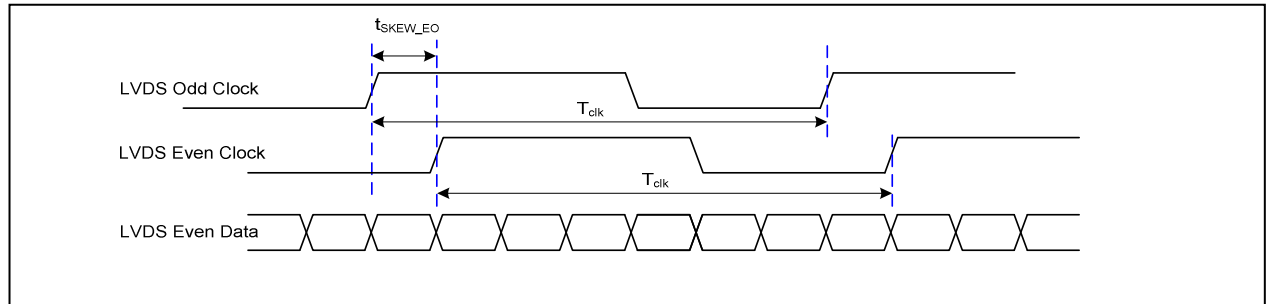 tSKEW_EO
LVDS Odd Clock
Tclk
LVDS Even Clock
Tclk
LVDS Even Data